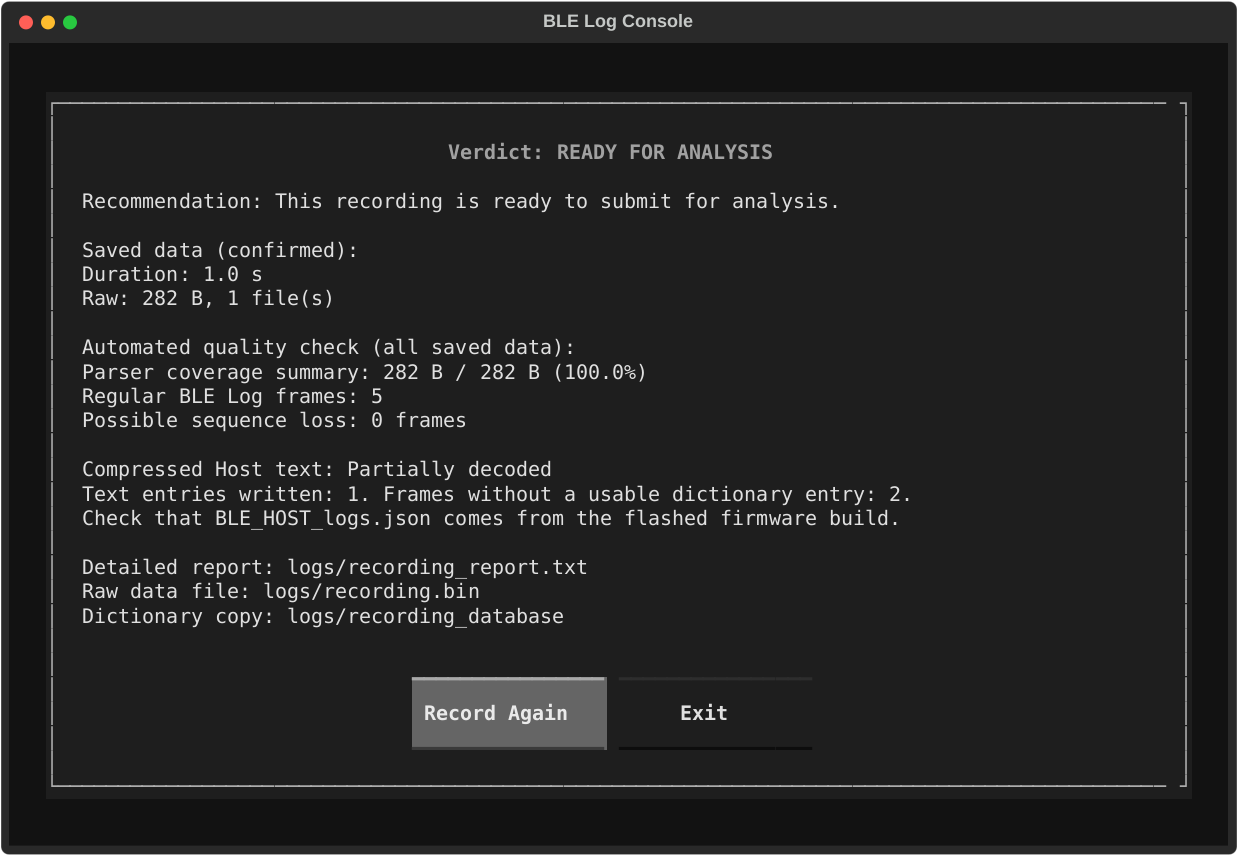 BLE Log Console
Verdict: READY FOR ANALYSIS
Recommendation: This recording is ready to submit for analysis.
Saved data (confirmed):
Duration: 1.0 s
Raw: 282 B, 1 file(s)
Automated quality check (all saved data):
Parser coverage summary: 282 B / 282 B (100.0%)
Regular BLE Log frames: 5
Possible sequence loss: 0 frames
Compressed Host text: Partially decoded
Text entries written: 1. Frames without a usable dictionary entry: 2.
Check that BLE_HOST_logs.json comes from the flashed firmware build.
Detailed report: logs/recording_report.txt
Raw data file: logs/recording.bin
Dictionary copy: logs/recording_database
Record Again Exit